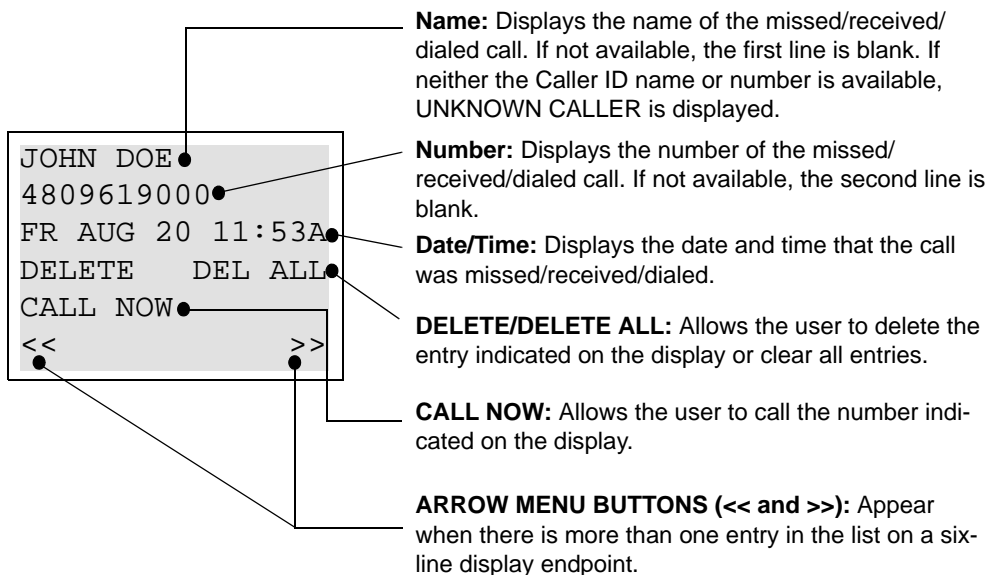 Name: Displays the name of the missed/received/
dialed call. If not available, the first line is blank. If
neither the Caller ID name or number is available,
UNKNOWN CALLER is displayed.
JOHN DOE
4809619000
FR AUG 20 11:53A
DELETE DEL ALL
CALL NOW
<< >>
Number: Displays the number of the missed/
received/dialed call. If not available, the second line is
blank.
Date/Time: Displays the date and time that the call
was missed/received/dialed.
DELETE/DELETE ALL: Allows the user to delete the
entry indicated on the display or clear all entries.
CALL NOW: Allows the user to call the number indi-
cated on the display.
ARROW MENU BUTTONS (<< and >>): Appear
when there is more than one entry in the list on a six-
line display endpoint.